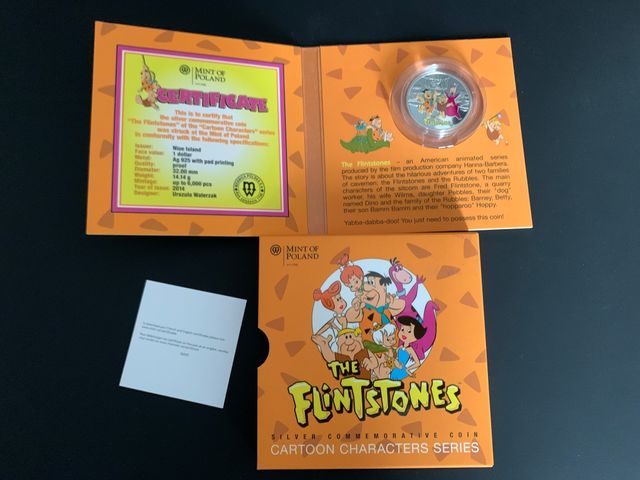 MINT OF
POLAND
CERTIFICATE
This is to certify that
the silver commemorative coin
"The Flintstones" of the "Cartoon Characters" series
was struck at the Mint of Poland
in conformity with the following specifications:
Issuer: Niue Island
Face value: 1 dollar
Metal: Ag 925 with pad printing
Quality: proof
Diameter: 32.00 mm
Weight: 14.14 g
Mintage: up to 6,000 pcs
Year of issue: 2014
Designer: Urszula Walerzak
The Flintstones – an American animated series
produced by the film production company Hanna-Barbera.
The story is about the hilarious adventures of two families
of cavemen: the Flintstones and the Rubbles. The main
characters of the sitcom are Fred Flintstone, a quarry
worker, his wife Wilma, daughter Pebbles, their "dog"
named Dino and the family of the Rubbles: Barney, Betty,
their son Bamm Bamm and their "hopparoo" Hoppy.
Yabba-dabba-doo! You just need to possess this coin!
MINT OF
POLAND
THE
FLINTSTONES
SILVER COMMEMORATIVE COIN
CARTOON CHARACTERS SERIES